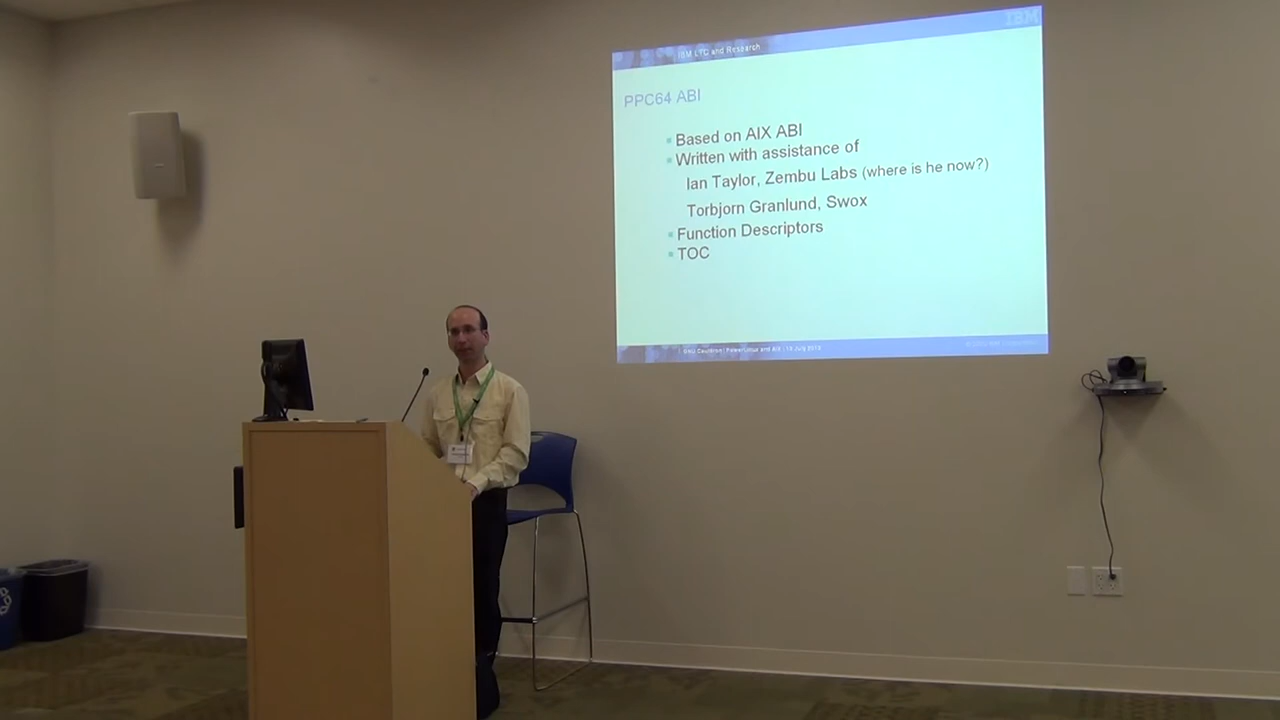 IBM
IBM LTC and Research
PPC64 ABI
Based on AIX ABI
Written with assistance of
Ian Taylor, Zembu Labs (where is he now?)
Torbjorn Granlund, Swox
Function Descriptors
TOC